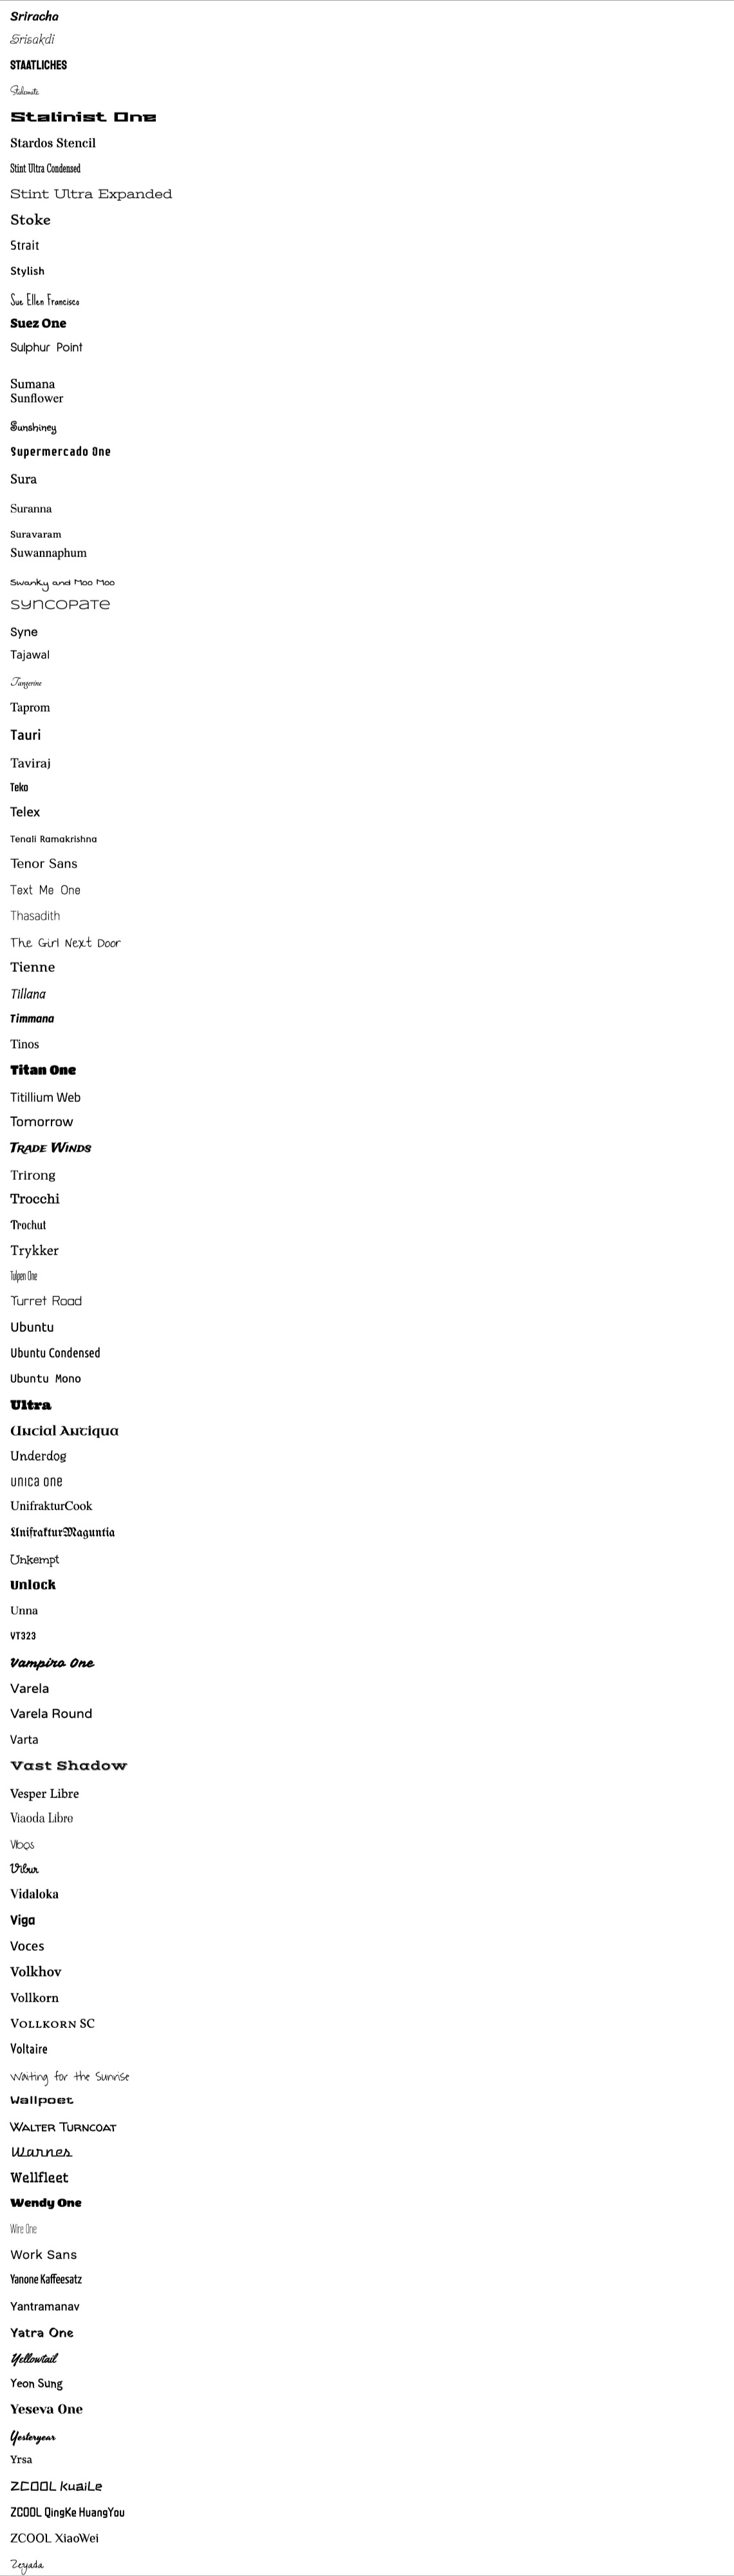 Sriracha
Srisakdi
STAATLICHES
Stalemate
Stalinist One
Stardos Stencil
Stint Ultra Condensed
Stint Ultra Expanded
Stoke
Strait
Stylish
Sue Ellen Francisco
Suez One
Sulphur Point
Sumana
Sunflower
Sunshiney
Supermercado One
Sura
Suranna
Suravaram
Suwannaphum
Swanky and Moo Moo
Syncopate
Syne
Tajawal
Tangerine
Taprom
Tauri
Taviraj
Teko
Telex
Tenali Ramakrishna
Tenor Sans
Text Me One
Thasadith
The Girl Next Door
Tienne
Tillana
Timmana
Tinos
Titan One
Titillium Web
Tomorrow
Trade Winds
Trirong
Trocchi
Trochut
Trykker
Tulpen One
Turret Road
Ubuntu
Ubuntu Condensed
Ubuntu Mono
Ultra
Uncial Antiqua
Underdog
Unica One
UnifrakturCook
UnifrakturMaguntia
Unkempt
Unlock
Unna
VT323
Vampiro One
Varela
Varela Round
Varta
Vast Shadow
Vesper Libre
Viaoda Libre
Vibes
Vibur
Vidaloka
Viga
Voces
Volkhov
Vollkorn
Vollkorn SC
Voltaire
Waiting for the Sunrise
Wallpoet
Walter Turncoat
Warnes
Wellfleet
Wendy One
Wire One
Work Sans
Yanone Kaffeesatz
Yantramanav
Yatra One
Yellowtail
Yeon Sung
Yeseva One
Yesteryear
Yrsa
ZCOOL KuaiLe
ZCOOL QingKe HuangYou
ZCOOL XiaoWei
Zeyada